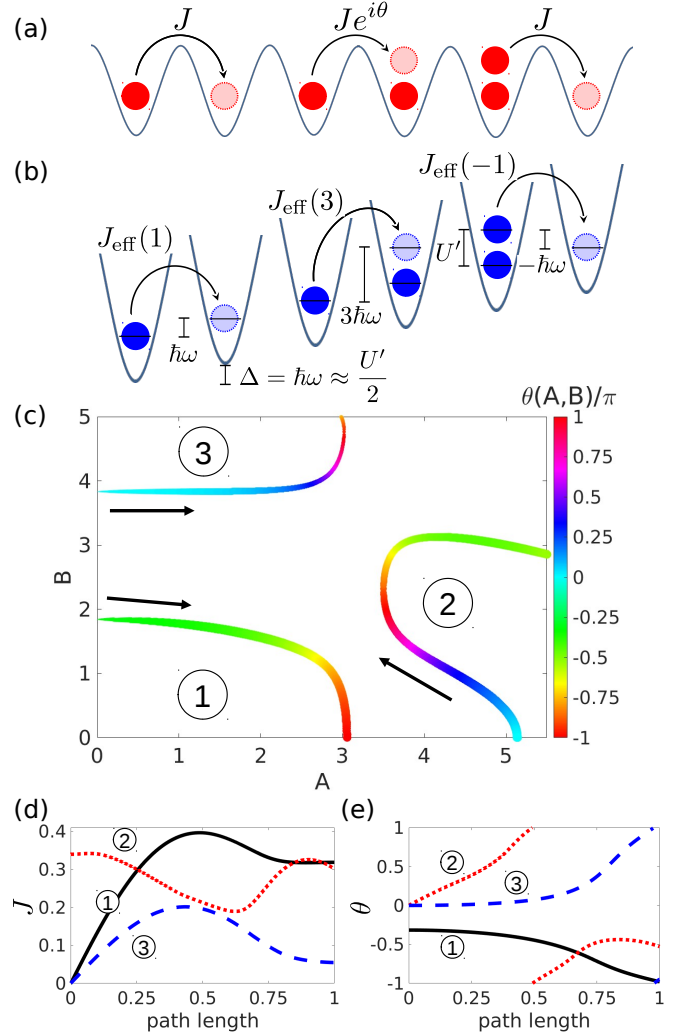 (a)
J
Je^{iθ}
J
(b)
J_eff(1)
J_eff(3)
J_eff(−1)
ħω
3ħω
U′
−ħω
Δ = ħω ≈ U′/2
(c)
θ(A,B)/π
5
4
3
2
1
0
B
0
1
2
3
4
5
A
3
2
1
1
0.75
0.5
0.25
0
-0.25
-0.5
-0.75
-1
(d)
0.4
0.3
0.2
0.1
0
J
2
1
3
0
0.25
0.5
0.75
1
path length
(e)
1
0.5
0
-0.5
-1
θ
2
3
1
0
0.25
0.5
0.75
1
path length